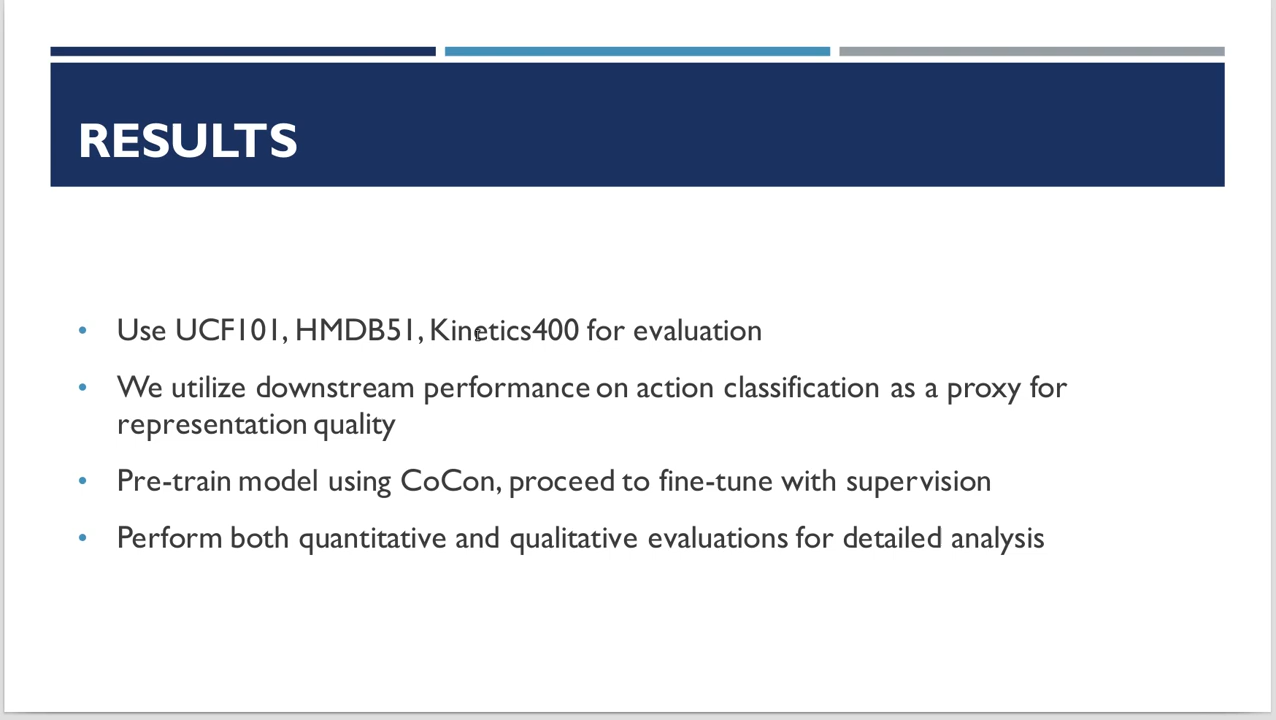 RESULTS
• Use UCF101, HMDB51, Kinetics400 for evaluation
• We utilize downstream performance on action classification as a proxy for
representation quality
• Pre-train model using CoCon, proceed to fine-tune with supervision
• Perform both quantitative and qualitative evaluations for detailed analysis